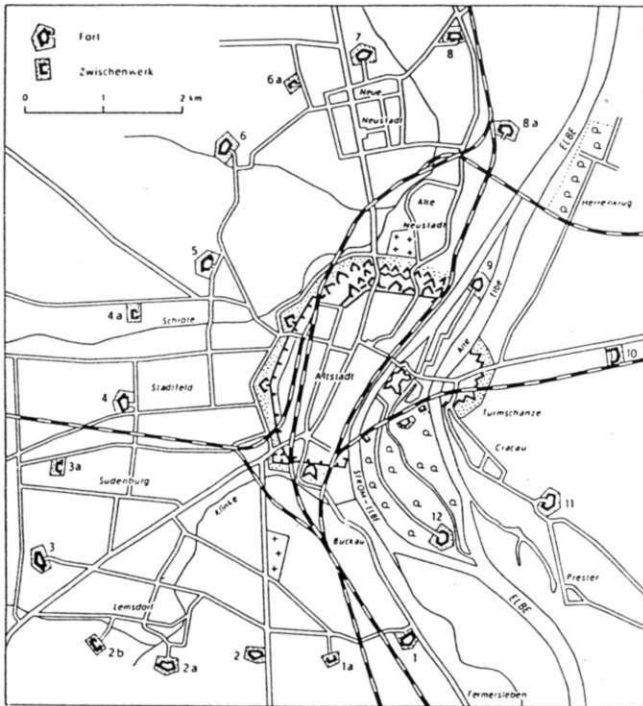 Fort
Zwischenwerk
0 1 2 km
7
8
6a
Neue
Neustadt
8a
ELBE
6
Herrenkrug
Alte
Neustadt
5
9
Elbe
4a
Schrote
Alte
10
Altstadt
Stadtfeld
4
Turmschanze
Cracau
3a
Sudenburg
STROM-ELBE
Klinke
11
12
Buckau
3
Prester
ELBE
Lemsdorf
2b
2a
2
1a
1
Fermersleben